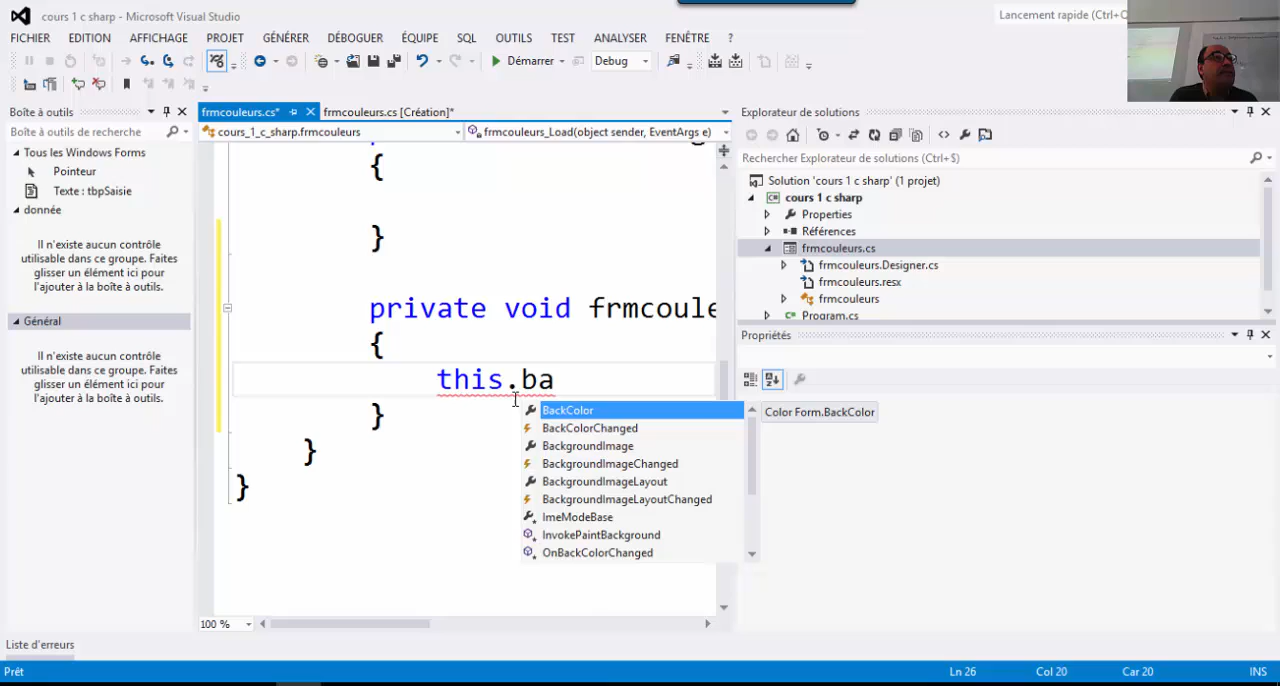 cours 1 c sharp - Microsoft Visual Studio
Lancement rapide (Ctrl+Q
FICHIER EDITION AFFICHAGE PROJET GÉNÉRER DÉBOGUER ÉQUIPE SQL OUTILS TEST ANALYSER FENÊTRE ?
Démarrer Debug
Boîte à outils
Boîte à outils de recherche
Tous les Windows Forms
Pointeur
Texte : tbpSaisie
donnée
Il n'existe aucun contrôle
utilisable dans ce groupe. Faites
glisser un élément ici pour
l'ajouter à la boîte à outils.
Général
Il n'existe aucun contrôle
utilisable dans ce groupe. Faites
glisser un élément ici pour
l'ajouter à la boîte à outils.
frmcouleurs.cs* frmcouleurs.cs [Création]*
cours_1_c_sharp.frmcouleurs frmcouleurs_Load(object sender, EventArgs e)
{
}
private void frmcoule
{
this.ba
}
}
}
BackColor
BackColorChanged
BackgroundImage
BackgroundImageChanged
BackgroundImageLayout
BackgroundImageLayoutChanged
ImeModeBase
InvokePaintBackground
OnBackColorChanged
Color Form.BackColor
100 %
Explorateur de solutions
Rechercher Explorateur de solutions (Ctrl+$)
Solution 'cours 1 c sharp' (1 projet)
cours 1 c sharp
Properties
Références
frmcouleurs.cs
frmcouleurs.Designer.cs
frmcouleurs.resx
frmcouleurs
Program.cs
Propriétés
Liste d'erreurs
Prêt Ln 26 Col 20 Car 20 INS